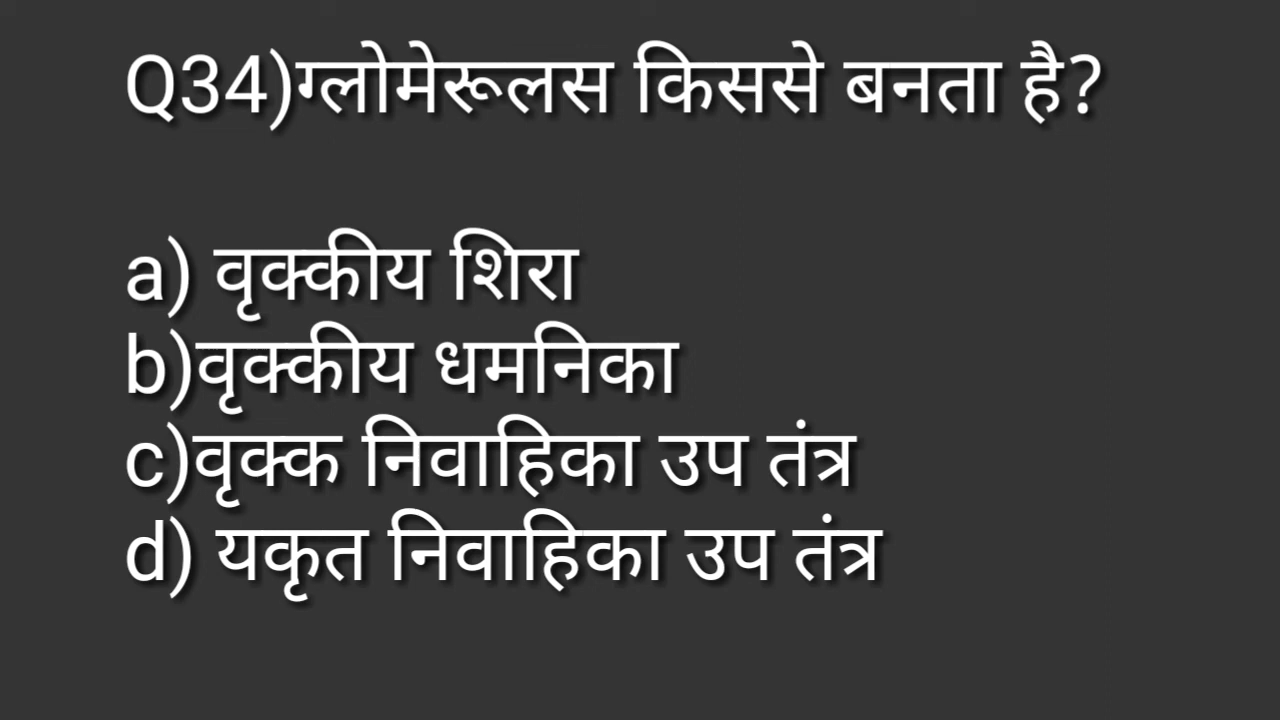 Q34)ग्लोमेरूलस किससे बनता है?
a) वृक्कीय शिरा
b)वृक्कीय धमनिका
c)वृक्क निवाहिका उप तंत्र
d) यकृत निवाहिका उप तंत्र